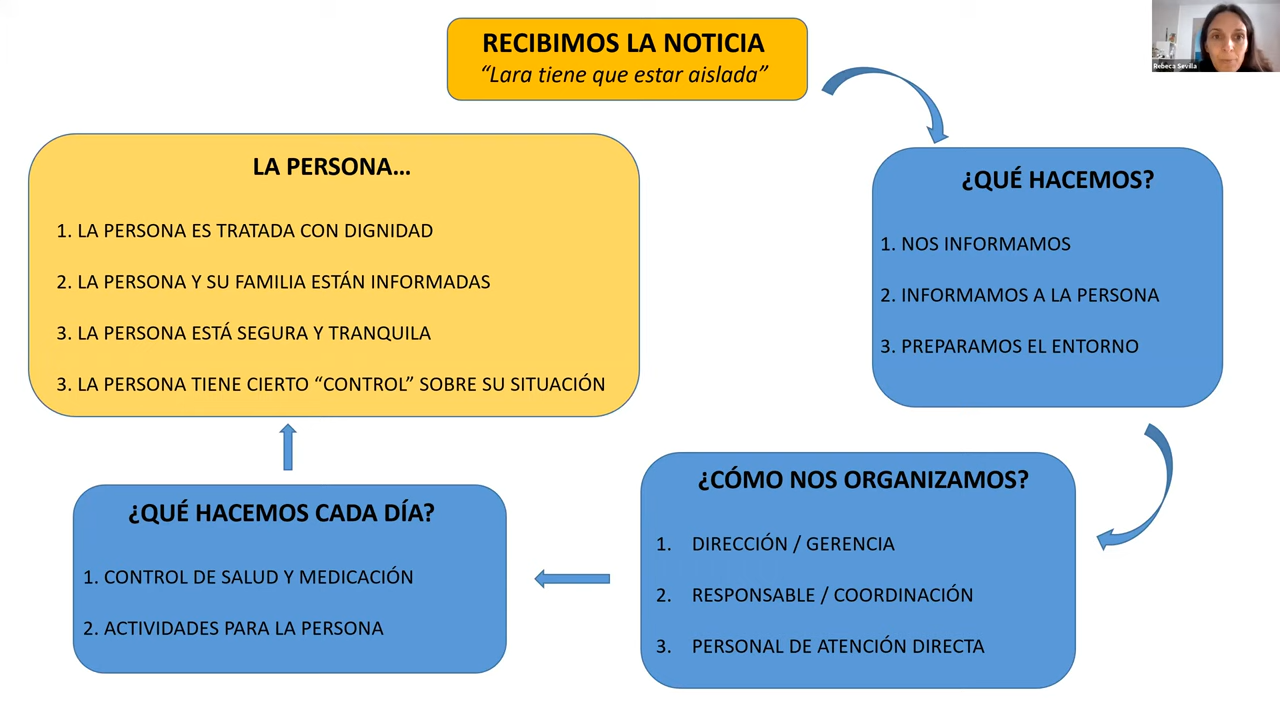 RECIBIMOS LA NOTICIA
“Lara tiene que estar aislada”
Rebeca Sevilla
¿QUÉ HACEMOS?
1. NOS INFORMAMOS
2. INFORMAMOS A LA PERSONA
3. PREPARAMOS EL ENTORNO
¿CÓMO NOS ORGANIZAMOS?
1. DIRECCIÓN / GERENCIA
2. RESPONSABLE / COORDINACIÓN
3. PERSONAL DE ATENCIÓN DIRECTA
¿QUÉ HACEMOS CADA DÍA?
1. CONTROL DE SALUD Y MEDICACIÓN
2. ACTIVIDADES PARA LA PERSONA
LA PERSONA...
1. LA PERSONA ES TRATADA CON DIGNIDAD
2. LA PERSONA Y SU FAMILIA ESTÁN INFORMADAS
3. LA PERSONA ESTÁ SEGURA Y TRANQUILA
3. LA PERSONA TIENE CIERTO “CONTROL” SOBRE SU SITUACIÓN